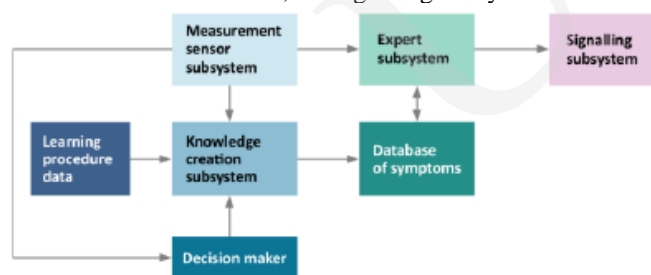 Measurement
sensor
subsystem
Expert
subsystem
Signalling
subsystem
Learning
procedure
data
Knowledge
creation
subsystem
Database
of symptoms
Decision maker